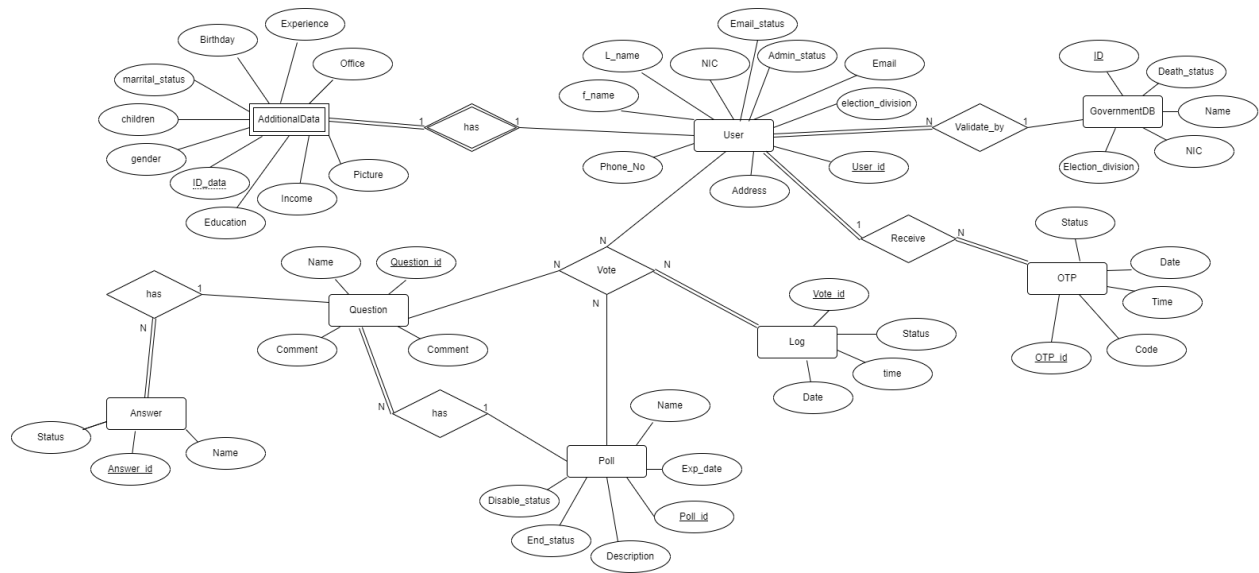 Experience
Email_status
Birthday
L_name
NIC
Admin_status
ID
Office
Email
marrital_status
Death_status
f_name
election_division
Name
children
AdditionalData
1
has
1
User
N
Validate_by
1
GovernmentDB
gender
NIC
Phone_No
User_id
Election_division
Picture
ID_data
Address
Income
Education
Status
1
Receive
N
N
Name
Question_id
Date
has
1
N
Vote
N
OTP
Vote_id
Time
Question
N
N
Status
Comment
Comment
Log
OTP_id
Code
time
Date
Name
Answer
N
has
1
Status
Name
Answer_id
Poll
Exp_date
Disable_status
Poll_id
End_status
Description